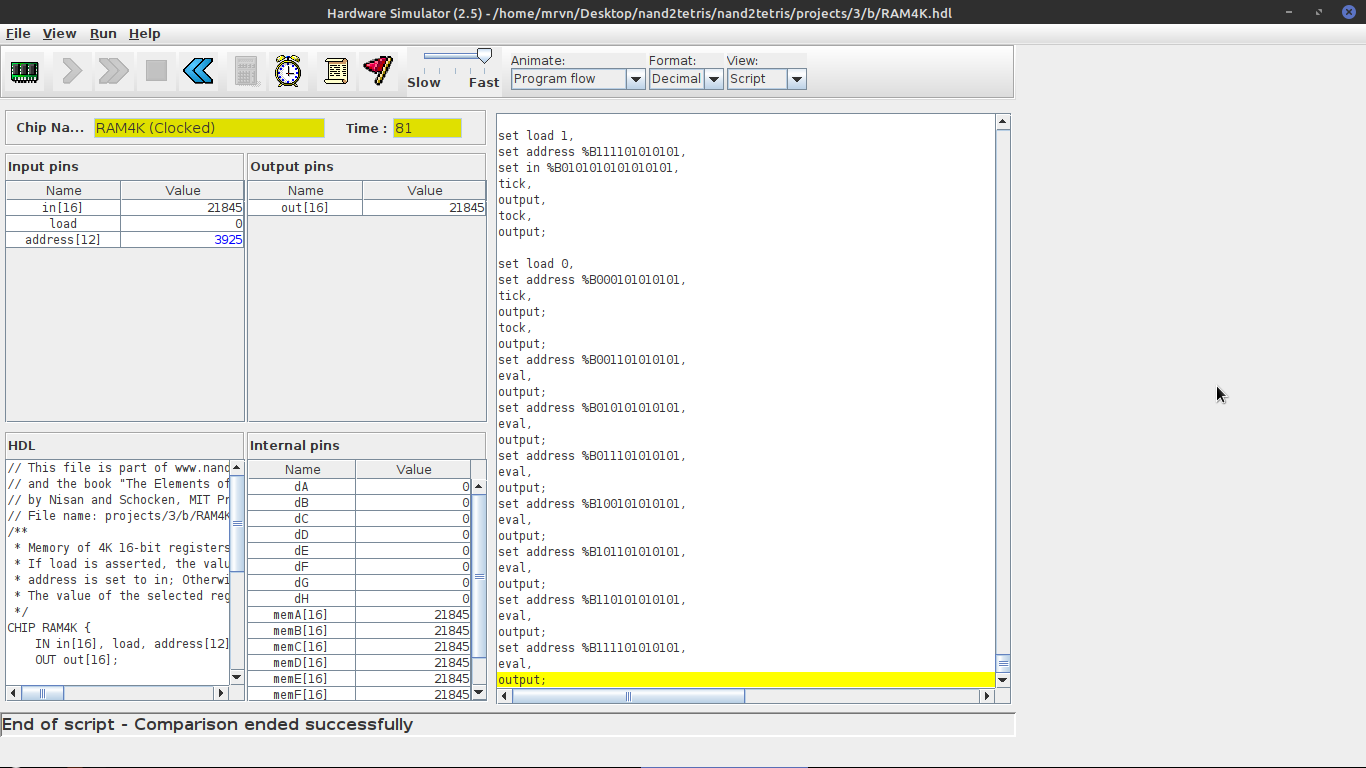 Hardware Simulator (2.5) - /home/mrvn/Desktop/nand2tetris/nand2tetris/projects/3/b/RAM4K.hdl
File View Run Help
Slow Fast
Animate: Format: View:
Program flow Decimal Script
Chip Na... RAM4K (Clocked) Time : 81
Input pins
Name Value
in[16] 21845
load 0
address[12] 3925
Output pins
Name Value
out[16] 21845
HDL
// This file is part of www.nand
// and the book "The Elements of
// by Nisan and Schocken, MIT Pr
// File name: projects/3/b/RAM4K
/**
* Memory of 4K 16-bit registers
* If load is asserted, the valu
* address is set to in; Otherwi
* The value of the selected reg
*/
CHIP RAM4K {
IN in[16], load, address[12]
OUT out[16];
Internal pins
Name Value
dA 0
dB 0
dC 0
dD 0
dE 0
dF 0
dG 0
dH 0
memA[16] 21845
memB[16] 21845
memC[16] 21845
memD[16] 21845
memE[16] 21845
memF[16] 21845
set load 1,
set address %B111101010101,
set in %B0101010101010101,
tick,
output,
tock,
output;
set load 0,
set address %B000101010101,
tick,
output;
tock,
output;
set address %B001101010101,
eval,
output;
set address %B010101010101,
eval,
output;
set address %B011101010101,
eval,
output;
set address %B100101010101,
eval,
output;
set address %B101101010101,
eval,
output;
set address %B110101010101,
eval,
output;
set address %B111101010101,
eval,
output;
End of script - Comparison ended successfully